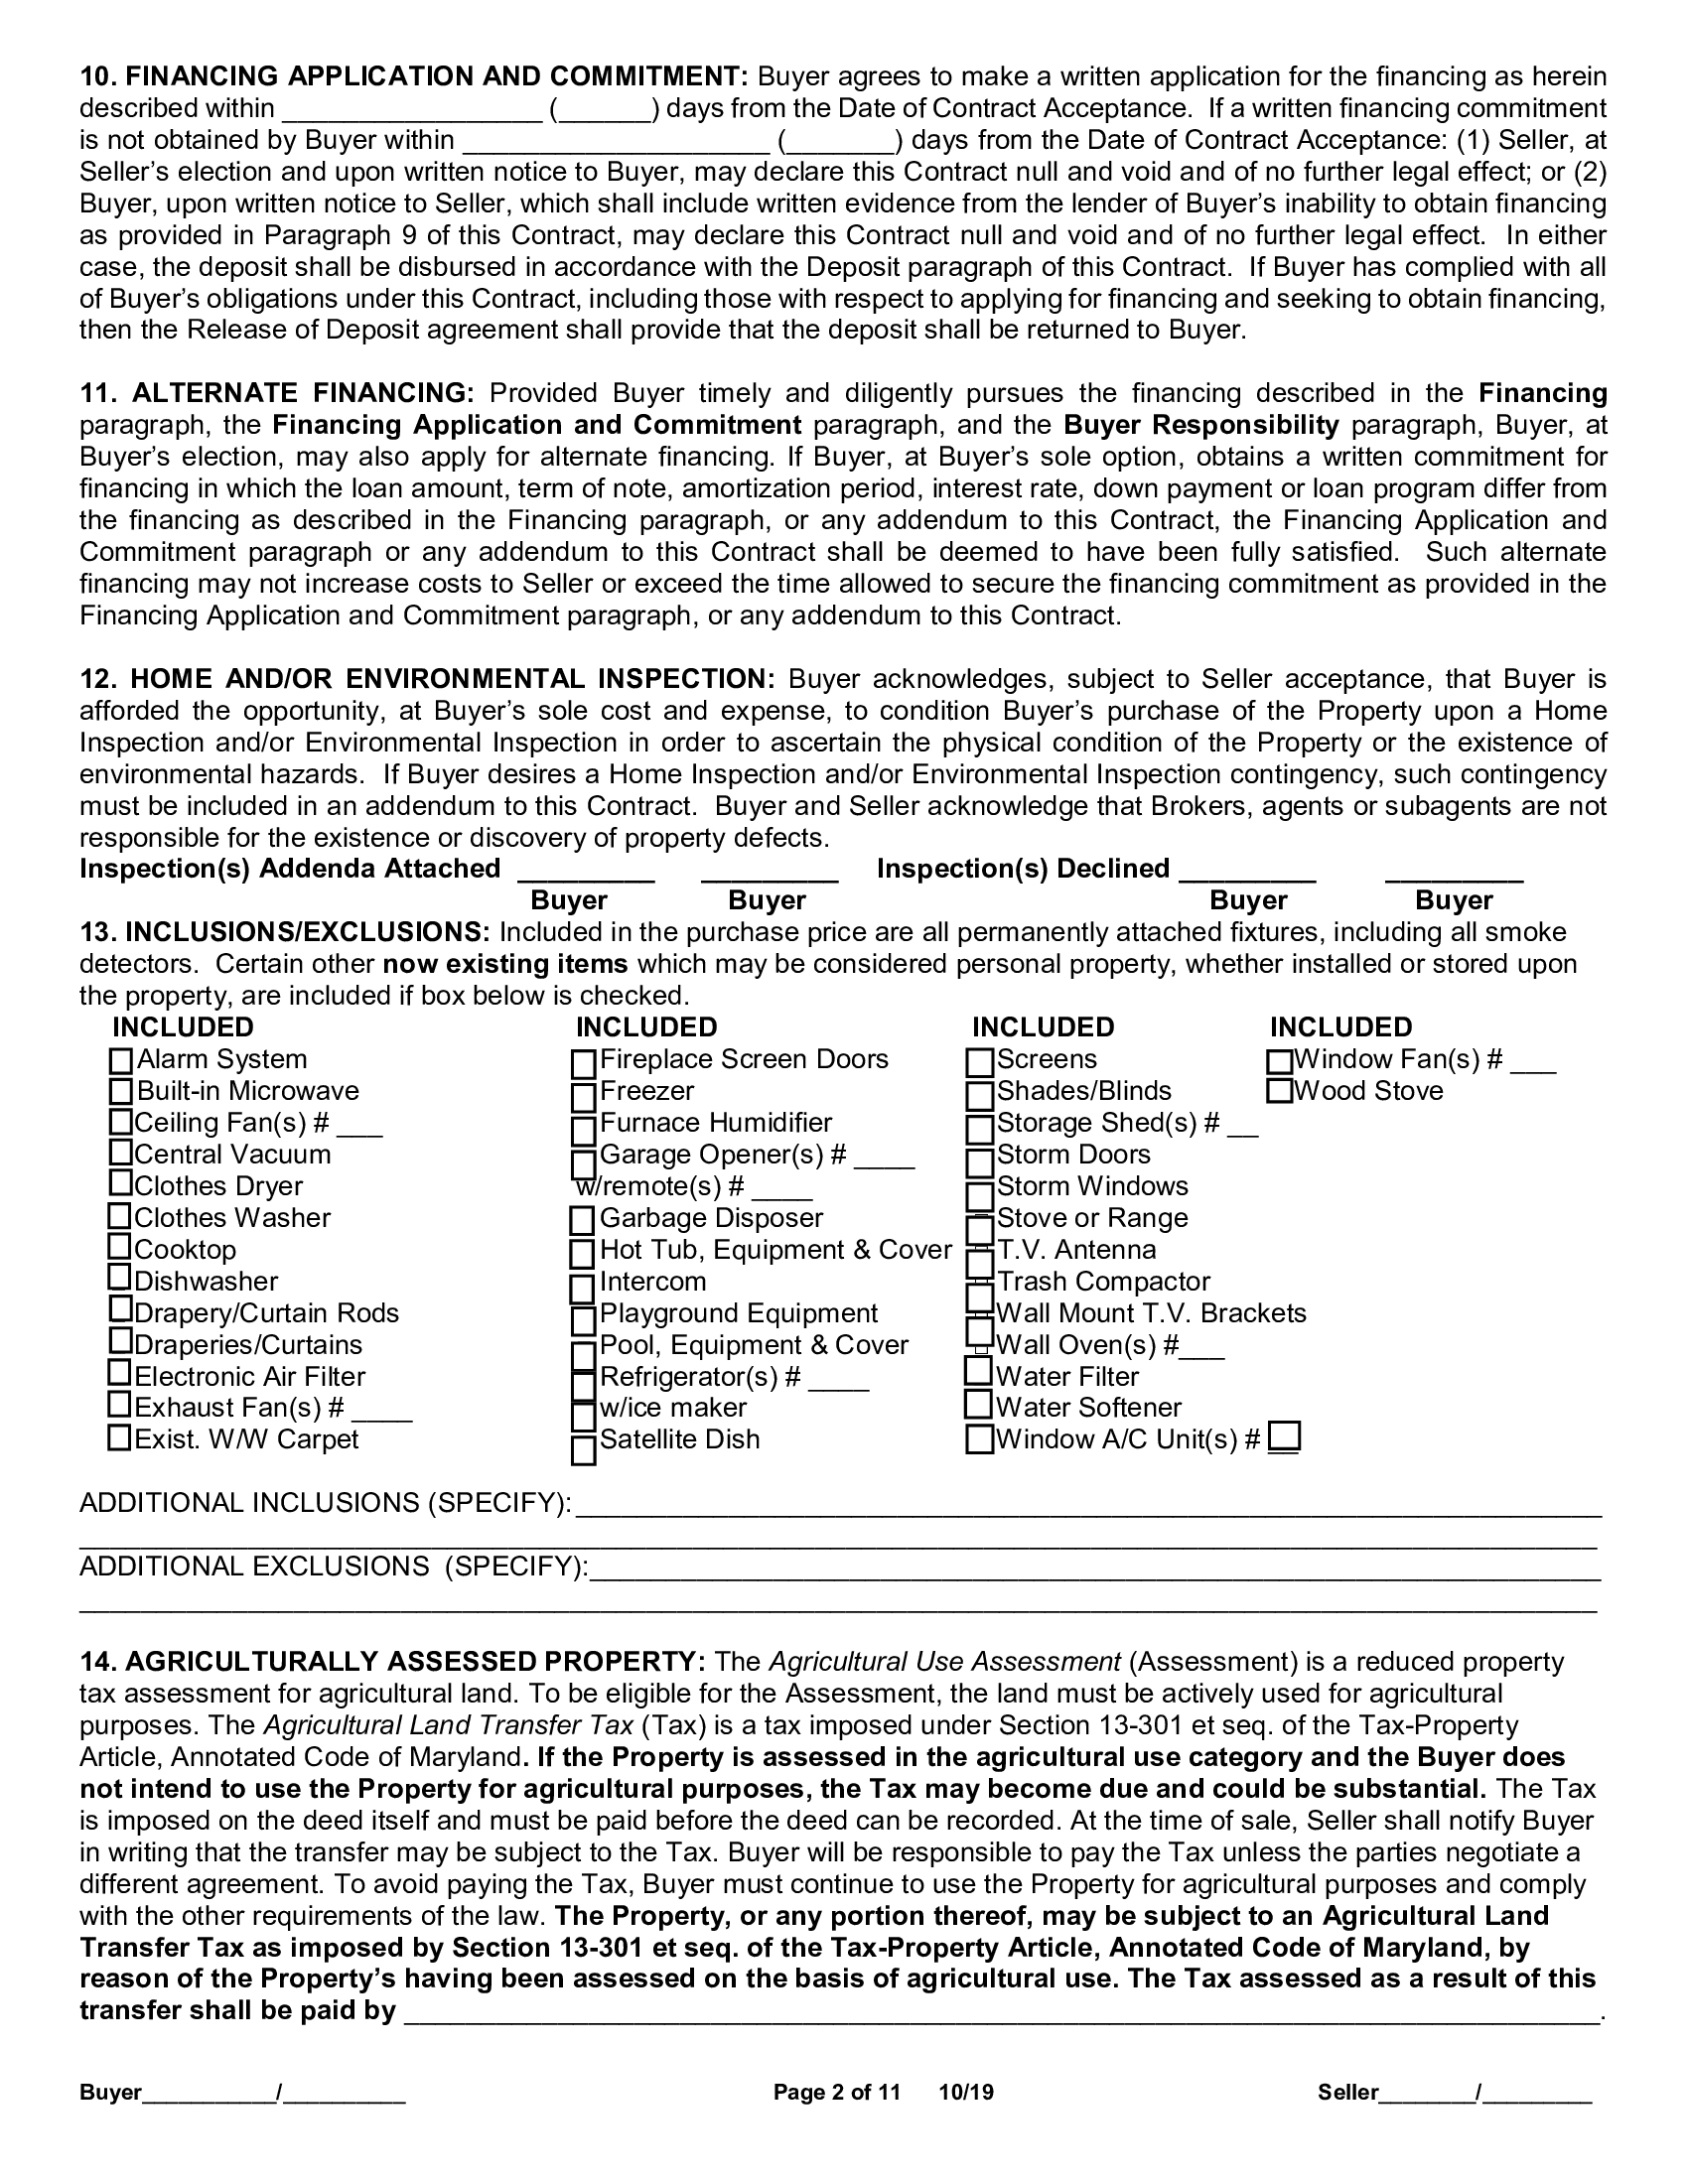 10. FINANCING APPLICATION AND COMMITMENT: Buyer agrees to make a written application for the financing as herein
described within _________________ (______) days from the Date of Contract Acceptance. If a written financing commitment
is not obtained by Buyer within ____________________ (_______) days from the Date of Contract Acceptance: (1) Seller, at
Seller's election and upon written notice to Buyer, may declare this Contract null and void and of no further legal effect; or (2)
Buyer, upon written notice to Seller, which shall include written evidence from the lender of Buyer's inability to obtain financing
as provided in Paragraph 9 of this Contract, may declare this Contract null and void and of no further legal effect. In either
case, the deposit shall be disbursed in accordance with the Deposit paragraph of this Contract. If Buyer has complied with all
of Buyer's obligations under this Contract, including those with respect to applying for financing and seeking to obtain financing,
then the Release of Deposit agreement shall provide that the deposit shall be returned to Buyer.
11. ALTERNATE FINANCING: Provided Buyer timely and diligently pursues the financing described in the Financing
paragraph, the Financing Application and Commitment paragraph, and the Buyer Responsibility paragraph, Buyer, at
Buyer's election, may also apply for alternate financing. If Buyer, at Buyer's sole option, obtains a written commitment for
financing in which the loan amount, term of note, amortization period, interest rate, down payment or loan program differ from
the financing as described in the Financing paragraph, or any addendum to this Contract, the Financing Application and
Commitment paragraph or any addendum to this Contract shall be deemed to have been fully satisfied. Such alternate
financing may not increase costs to Seller or exceed the time allowed to secure the financing commitment as provided in the
Financing Application and Commitment paragraph, or any addendum to this Contract.
12. HOME AND/OR ENVIRONMENTAL INSPECTION: Buyer acknowledges, subject to Seller acceptance, that Buyer is
afforded the opportunity, at Buyer's sole cost and expense, to condition Buyer's purchase of the Property upon a Home
Inspection and/or Environmental Inspection in order to ascertain the physical condition of the Property or the existence of
environmental hazards. If Buyer desires a Home Inspection and/or Environmental Inspection contingency, such contingency
must be included in an addendum to this Contract. Buyer and Seller acknowledge that Brokers, agents or subagents are not
responsible for the existence or discovery of property defects.
Inspection(s) Addenda Attached _________ _________ Inspection(s) Declined _________ _________
Buyer Buyer Buyer Buyer
13. INCLUSIONS/EXCLUSIONS: Included in the purchase price are all permanently attached fixtures, including all smoke
detectors. Certain other now existing items which may be considered personal property, whether installed or stored upon
the property, are included if box below is checked.
INCLUDED INCLUDED INCLUDED INCLUDED
Alarm System Fireplace Screen Doors Screens Window Fan(s) # ___
Built-in Microwave Freezer Shades/Blinds Wood Stove
Ceiling Fan(s) # ___ Furnace Humidifier Storage Shed(s) # __
Central Vacuum Garage Opener(s) # ____ Storm Doors
Clothes Dryer w/remote(s) # ____ Storm Windows
Clothes Washer Garbage Disposer Stove or Range
Cooktop Hot Tub, Equipment & Cover T.V. Antenna
Dishwasher Intercom Trash Compactor
Drapery/Curtain Rods Playground Equipment Wall Mount T.V. Brackets
Draperies/Curtains Pool, Equipment & Cover Wall Oven(s) #___
Electronic Air Filter Refrigerator(s) # ____ Water Filter
Exhaust Fan(s) # ____ w/ice maker Water Softener
Exist. W/W Carpet Satellite Dish Window A/C Unit(s) # __
ADDITIONAL INCLUSIONS (SPECIFY): ____________________
____________________
ADDITIONAL EXCLUSIONS (SPECIFY):____________________
____________________
14. AGRICULTURALLY ASSESSED PROPERTY: The Agricultural Use Assessment (Assessment) is a reduced property
tax assessment for agricultural land. To be eligible for the Assessment, the land must be actively used for agricultural
purposes. The Agricultural Land Transfer Tax (Tax) is a tax imposed under Section 13-301 et seq. of the Tax-Property
Article, Annotated Code of Maryland. If the Property is assessed in the agricultural use category and the Buyer does
not intend to use the Property for agricultural purposes, the Tax may become due and could be substantial. The Tax
is imposed on the deed itself and must be paid before the deed can be recorded. At the time of sale, Seller shall notify Buyer
in writing that the transfer may be subject to the Tax. Buyer will be responsible to pay the Tax unless the parties negotiate a
different agreement. To avoid paying the Tax, Buyer must continue to use the Property for agricultural purposes and comply
with the other requirements of the law. The Property, or any portion thereof, may be subject to an Agricultural Land
Transfer Tax as imposed by Section 13-301 et seq. of the Tax-Property Article, Annotated Code of Maryland, by
reason of the Property's having been assessed on the basis of agricultural use. The Tax assessed as a result of this
transfer shall be paid by ____________________.
Buyer___________/__________ Page 2 of 11 10/19 Seller________/_________